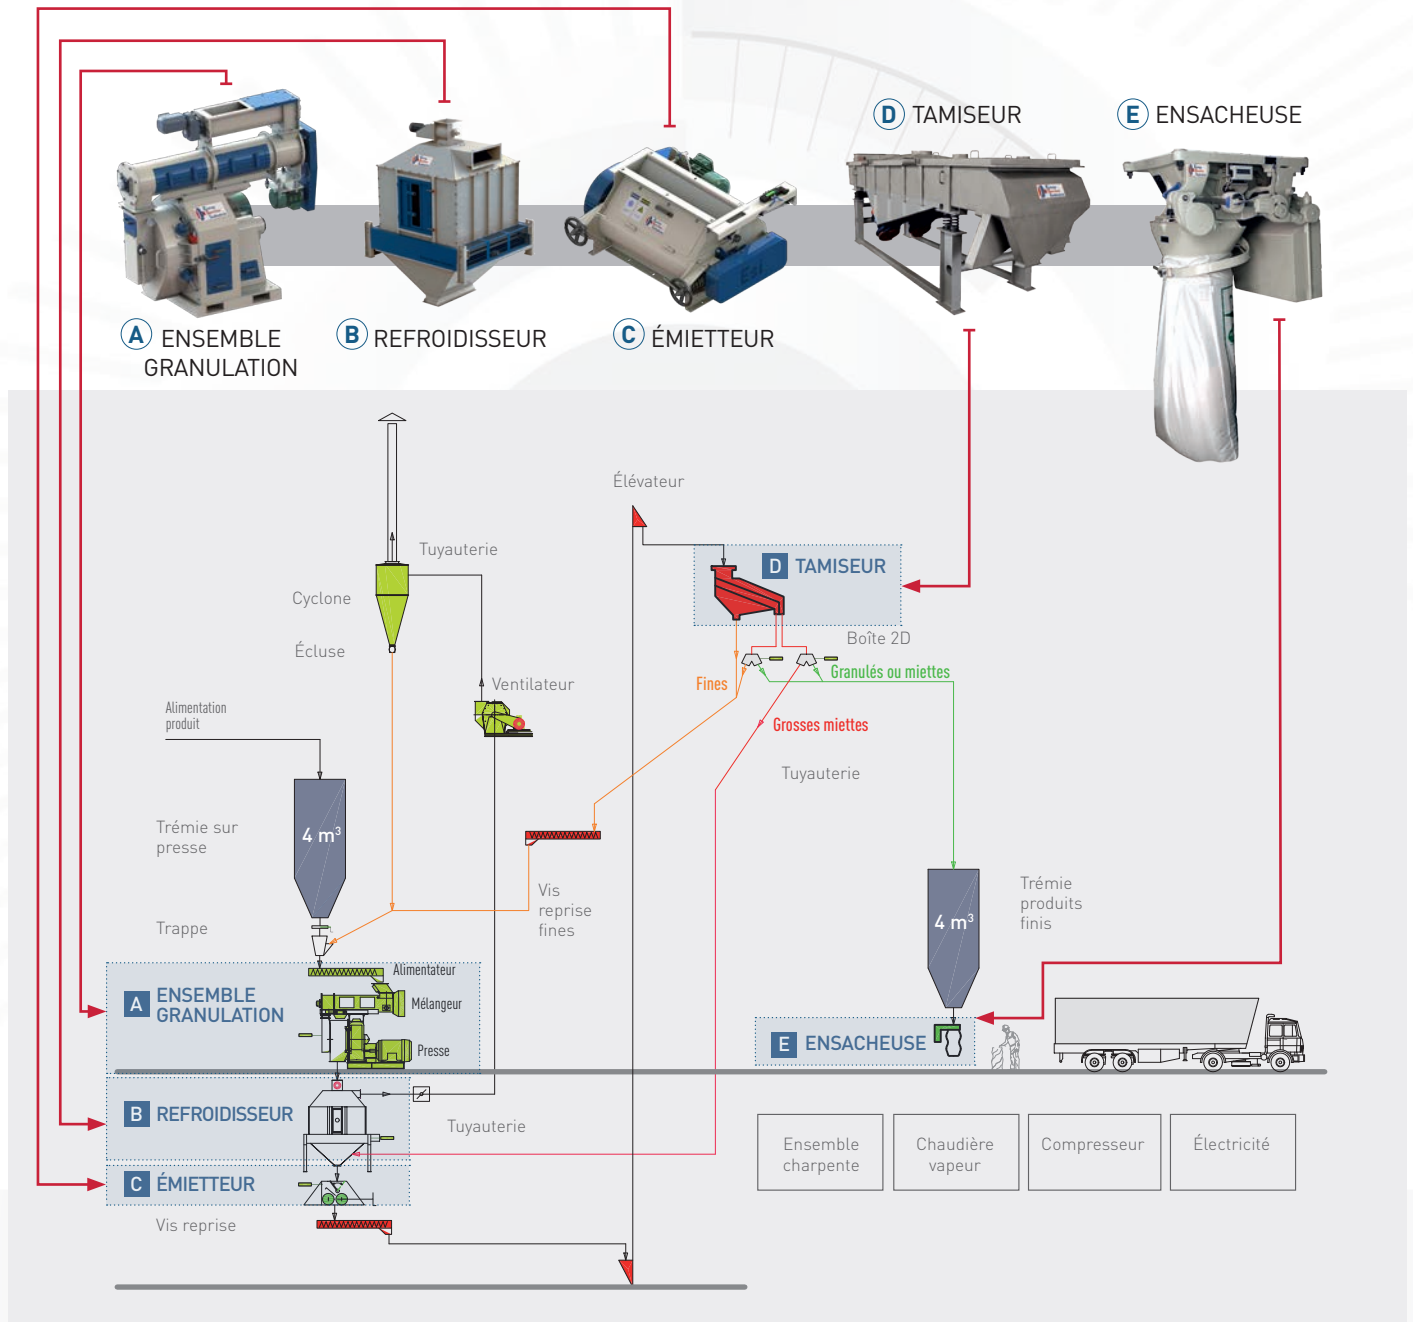 D TAMISEUR
E ENSACHEUSE
A ENSEMBLE
GRANULATION
B REFROIDISSEUR
C ÉMIETTEUR
Élévateur
Tuyauterie
D TAMISEUR
Cyclone
Boîte 2D
Écluse
Granulés ou miettes
Fines
Ventilateur
Alimentation
produit
Grosses miettes
Tuyauterie
Trémie sur
presse
4 m³
Vis
reprise
fines
Trémie
produits
finis
4 m³
Trappe
Alimentateur
A ENSEMBLE
GRANULATION
Mélangeur
Presse
E ENSACHEUSE
B REFROIDISSEUR
Tuyauterie
Ensemble
charpente
Chaudière
vapeur
Compresseur
Électricité
C ÉMIETTEUR
Vis reprise